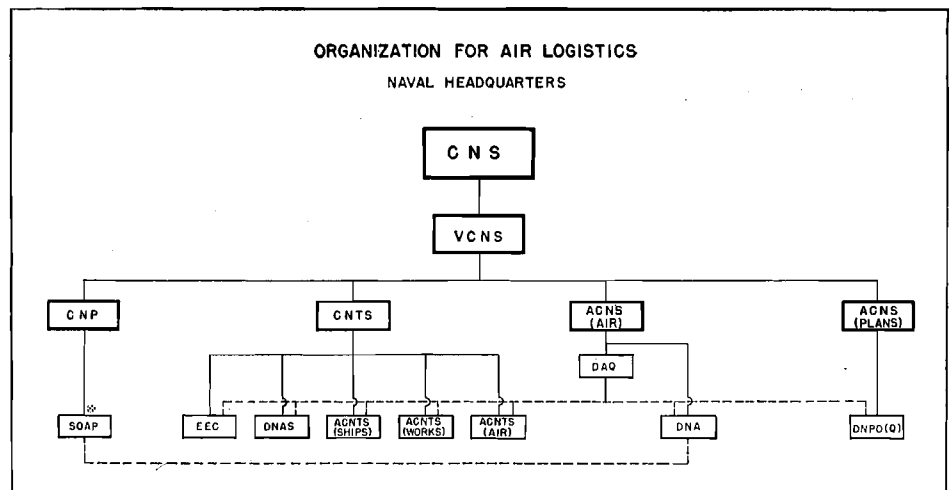 ORGANIZATION FOR AIR LOGISTICS
NAVAL HEADQUARTERS
CNS
VCNS
CNP
CNTS
ACNS
(AIR)
ACNS
(PLANS)
DAQ
SOAP
EEC
DNAS
ACNTS
(SHIPS)
ACNTS
(WORKS)
ACNTS
(AIR)
DNA
DNPO(Q)